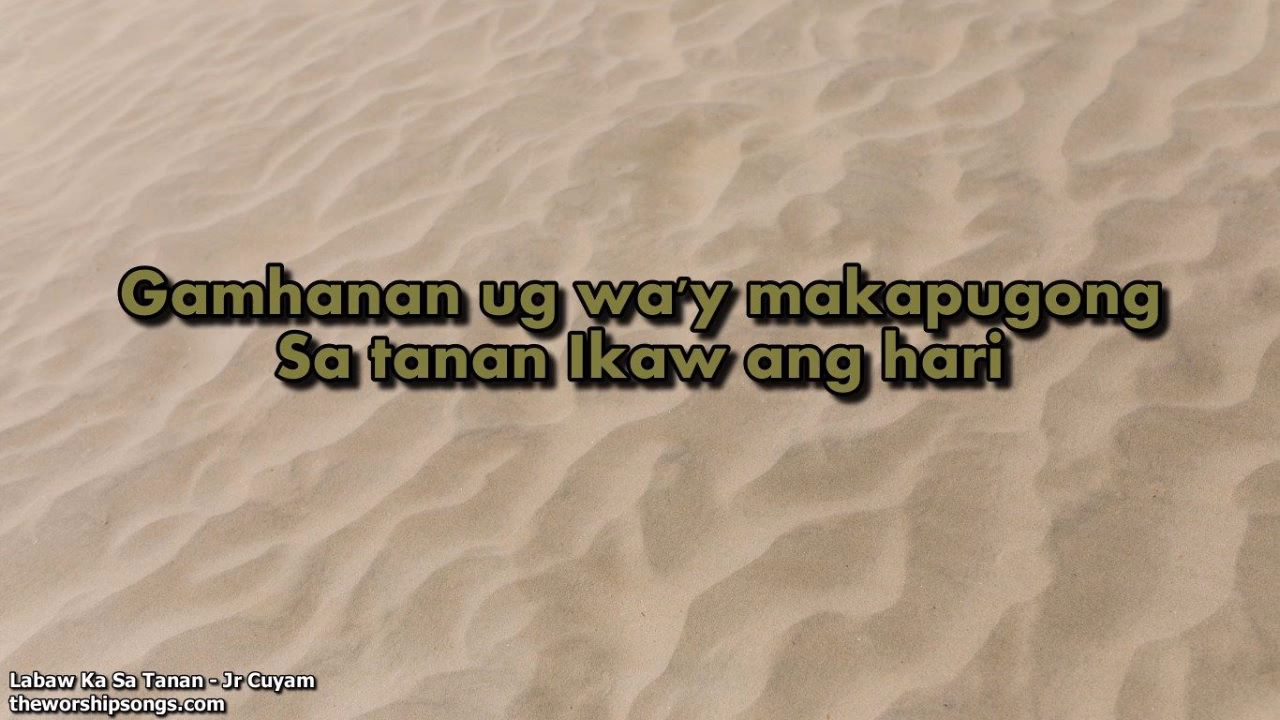 Gamhanan ug wa'y makapugong
Sa tanan Ikaw ang hari
Labaw Ka Sa Tanan - Jr Cuyam
theworshipsongs.com